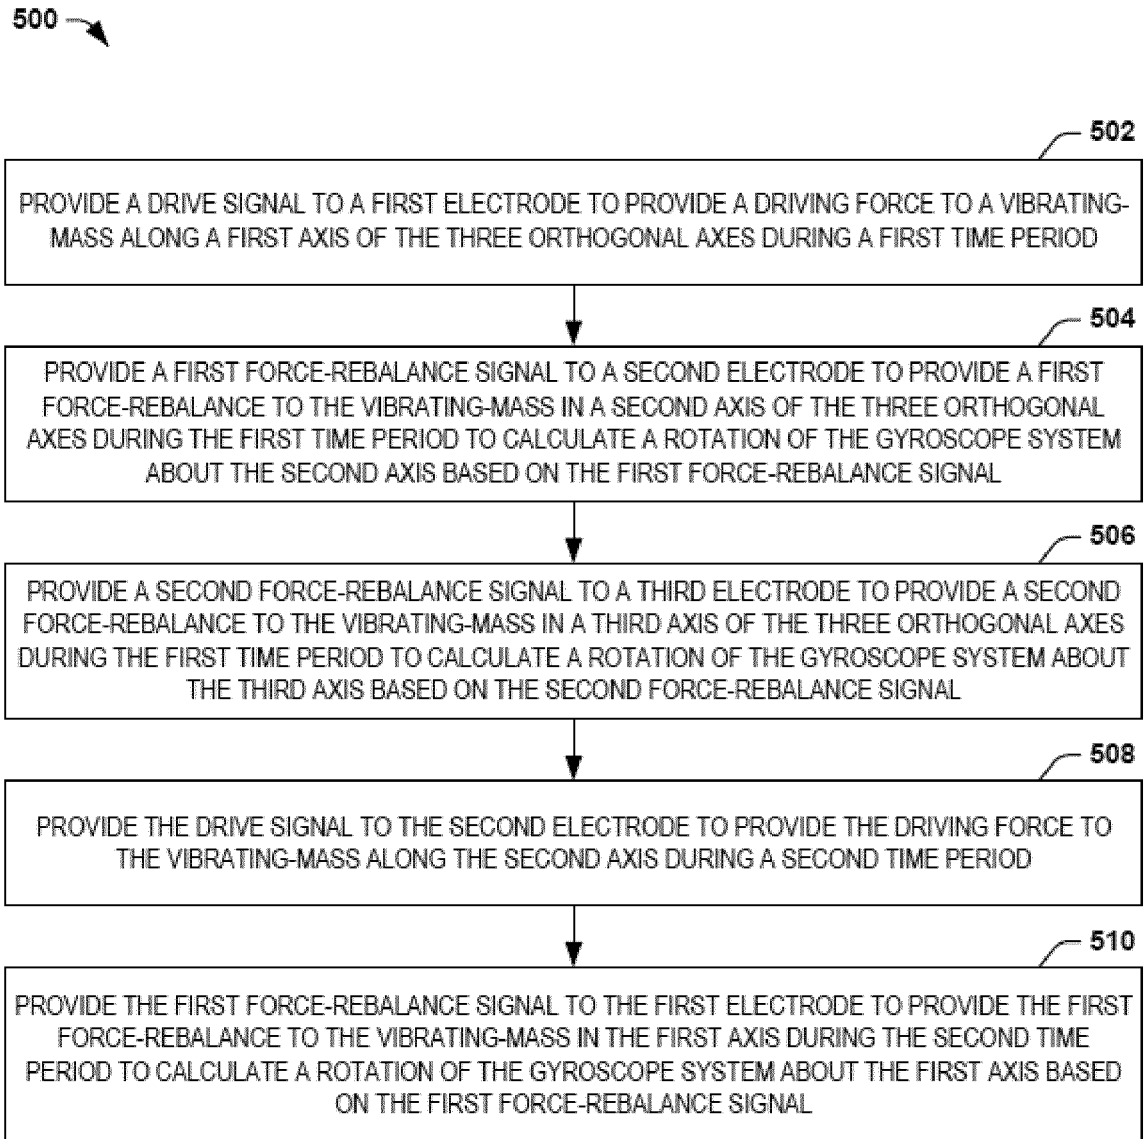 500
502
PROVIDE A DRIVE SIGNAL TO A FIRST ELECTRODE TO PROVIDE A DRIVING FORCE TO A VIBRATING-
MASS ALONG A FIRST AXIS OF THE THREE ORTHOGONAL AXES DURING A FIRST TIME PERIOD
504
PROVIDE A FIRST FORCE-REBALANCE SIGNAL TO A SECOND ELECTRODE TO PROVIDE A FIRST
FORCE-REBALANCE TO THE VIBRATING-MASS IN A SECOND AXIS OF THE THREE ORTHOGONAL
AXES DURING THE FIRST TIME PERIOD TO CALCULATE A ROTATION OF THE GYROSCOPE SYSTEM
ABOUT THE SECOND AXIS BASED ON THE FIRST FORCE-REBALANCE SIGNAL
506
PROVIDE A SECOND FORCE-REBALANCE SIGNAL TO A THIRD ELECTRODE TO PROVIDE A SECOND
FORCE-REBALANCE TO THE VIBRATING-MASS IN A THIRD AXIS OF THE THREE ORTHOGONAL AXES
DURING THE FIRST TIME PERIOD TO CALCULATE A ROTATION OF THE GYROSCOPE SYSTEM ABOUT
THE THIRD AXIS BASED ON THE SECOND FORCE-REBALANCE SIGNAL
508
PROVIDE THE DRIVE SIGNAL TO THE SECOND ELECTRODE TO PROVIDE THE DRIVING FORCE TO
THE VIBRATING-MASS ALONG THE SECOND AXIS DURING A SECOND TIME PERIOD
510
PROVIDE THE FIRST FORCE-REBALANCE SIGNAL TO THE FIRST ELECTRODE TO PROVIDE THE FIRST
FORCE-REBALANCE TO THE VIBRATING-MASS IN THE FIRST AXIS DURING THE SECOND TIME
PERIOD TO CALCULATE A ROTATION OF THE GYROSCOPE SYSTEM ABOUT THE FIRST AXIS BASED
ON THE FIRST FORCE-REBALANCE SIGNAL